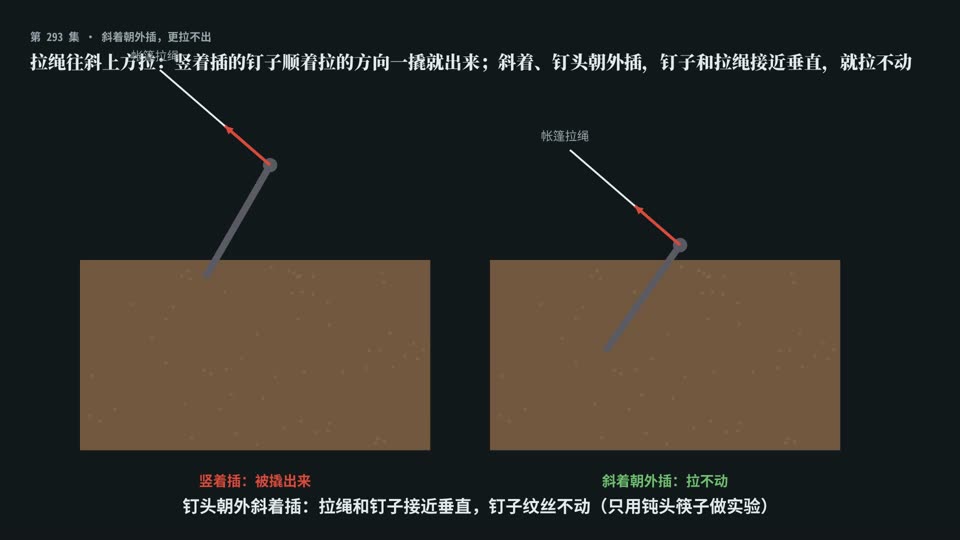 第 293 集 · 斜着朝外插，更拉不出
拉绳往斜上方拉：竖着插的钉子顺着拉的方向一撬就出来；斜着、钉头朝外插，钉子和拉绳接近垂直，就拉不动
帐篷拉绳
帐篷拉绳
竖着插：被撬出来
斜着朝外插：拉不动
钉头朝外斜着插：拉绳和钉子接近垂直，钉子纹丝不动（只用钝头筷子做实验）